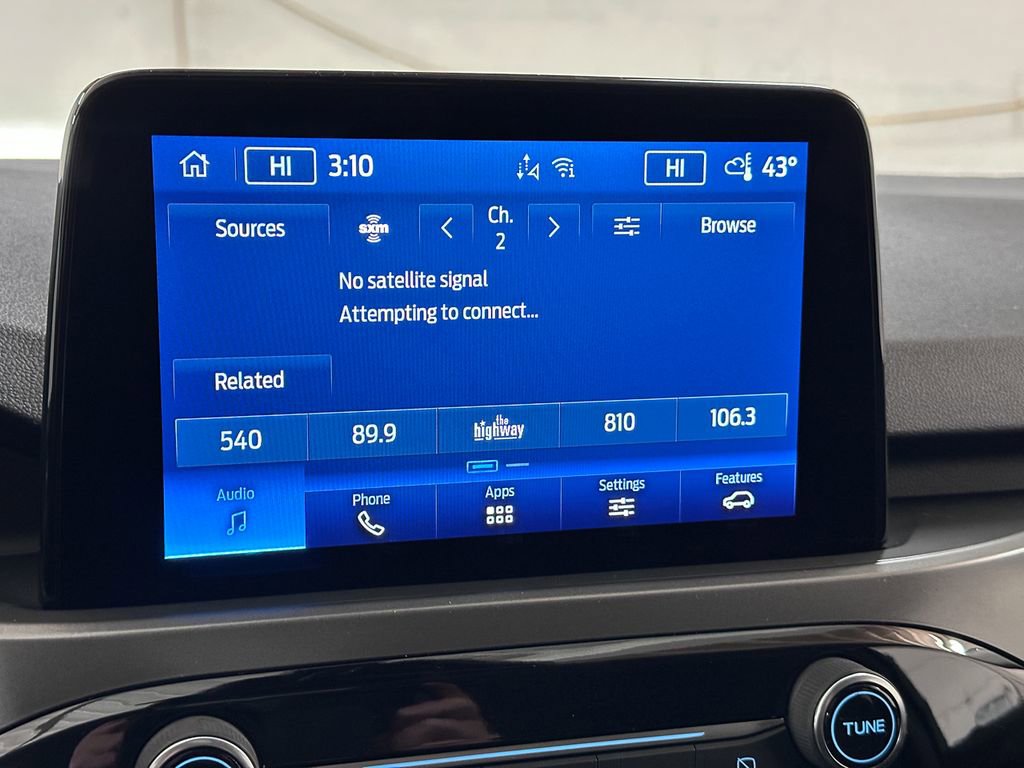 HI 3:10 HI 43°
Sources sxm < Ch. 2 > Browse
No satellite signal
Attempting to connect...
Related
540 89.9 the highway 810 106.3
Audio Phone Apps Settings Features
TUNE